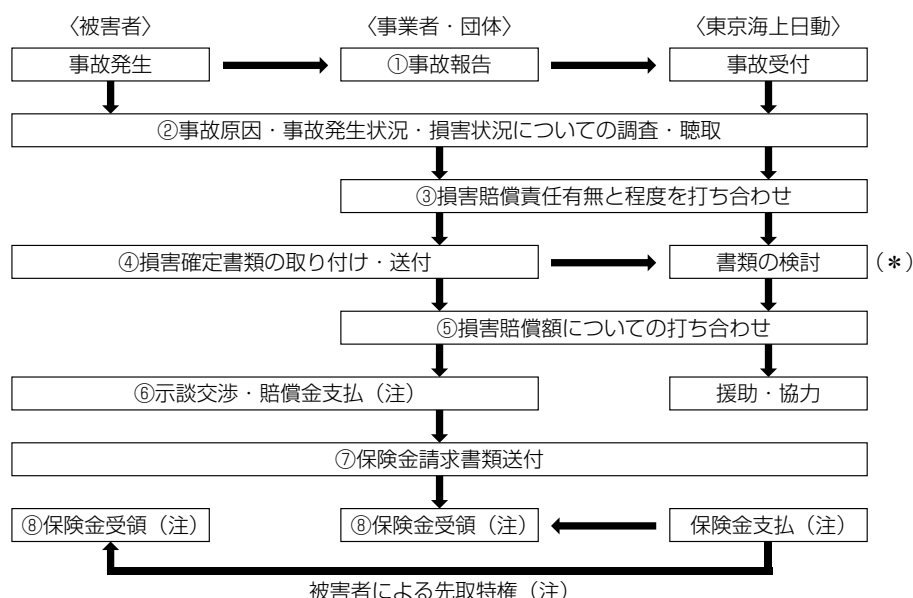 〈被害者〉 〈事業者・団体〉 〈東京海上日動〉
事故発生 ①事故報告 事故受付
②事故原因・事故発生状況・損害状況についての調査・聴取
③損害賠償責任有無と程度を打ち合わせ
④損害確定書類の取り付け・送付 書類の検討 （＊）
⑤損害賠償額についての打ち合わせ
⑥示談交渉・賠償金支払（注） 援助・協力
⑦保険金請求書類送付
⑧保険金受領（注） ⑧保険金受領（注） 保険金支払（注）
被害者による先取特権（注）